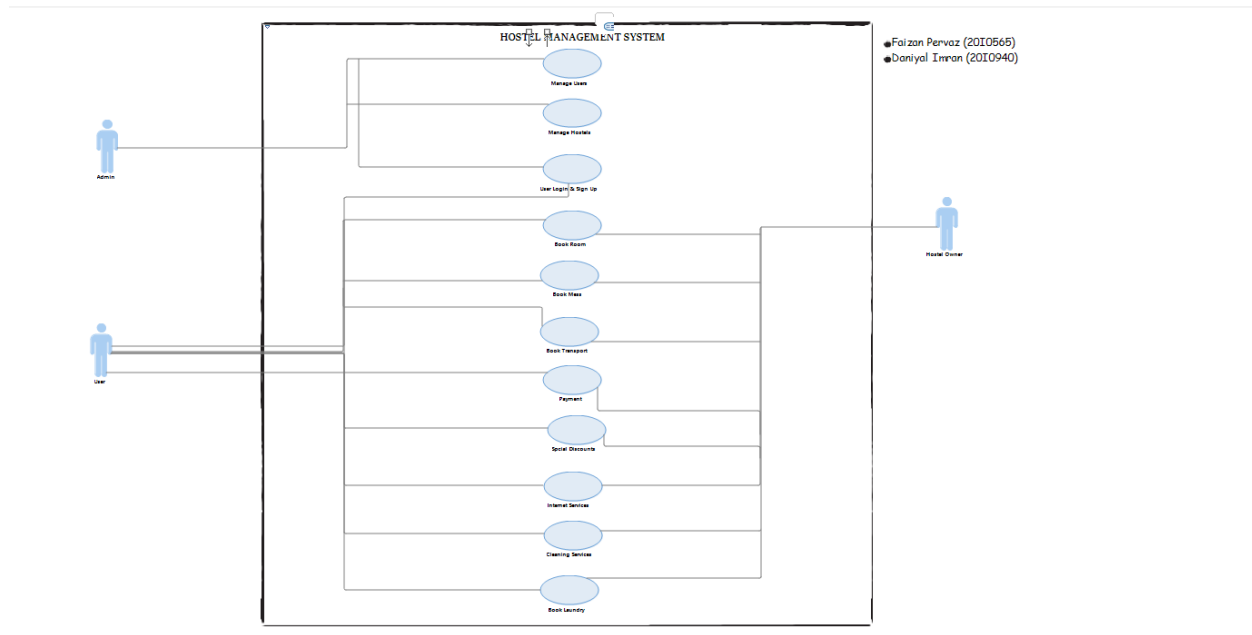 HOSTEL MANAGEMENT SYSTEM
Faizan Pervaz (20I0565)
Daniyal Imran (20I0940)
Manage Users
Manage Hostels
Admin
User Login & Sign Up
Book Room
Hostel Owner
Book Mess
Book Transport
User
Payment
Spcial Discounts
Internet Services
Cleaning Services
Book Laundry